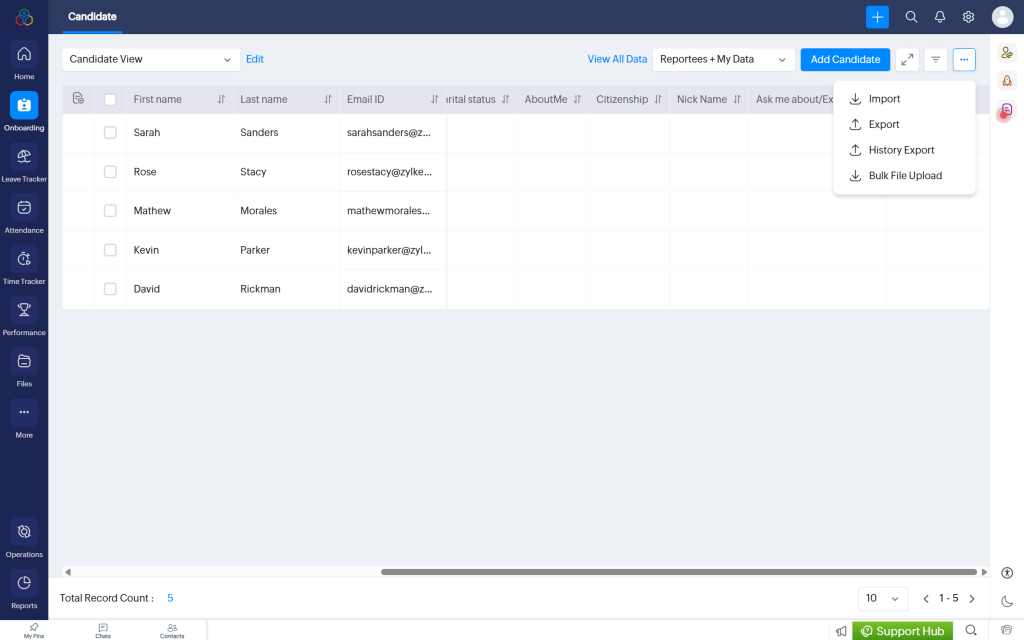 Candidate
Home
Onboarding
Leave Tracker
Attendance
Time Tracker
Performance
Files
More
Operations
Reports
Candidate View
Edit
View All Data
Reportees + My Data
Add Candidate
First name
Last name
Email ID
rital status
AboutMe
Citizenship
Nick Name
Ask me about/Ex
Import
Export
History Export
Bulk File Upload
Sarah Sanders sarahsanders@z...
Rose Stacy rosestacy@zylke...
Mathew Morales mathewmorales...
Kevin Parker kevinparker@zyl...
David Rickman davidrickman@z...
Total Record Count : 5
10
1 - 5
My Pins
Chats
Contacts
Support Hub